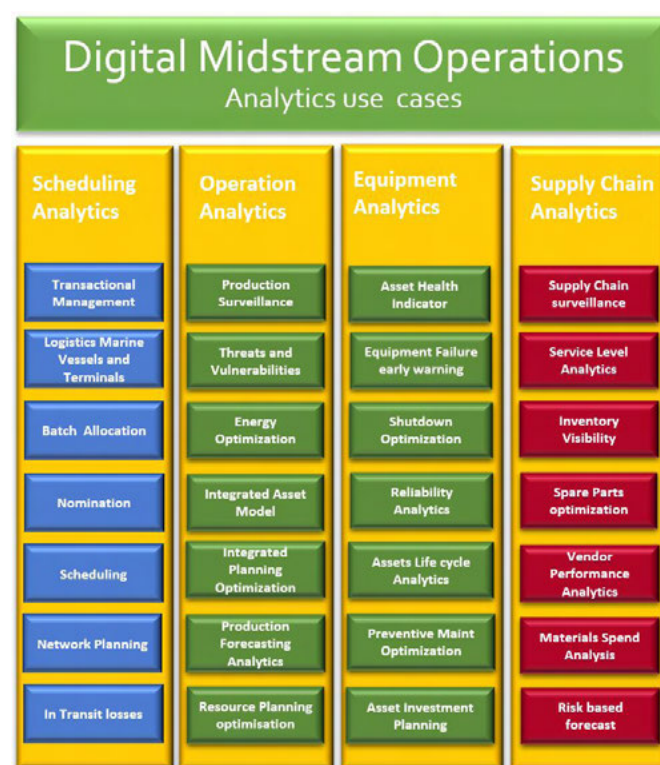 Digital Midstream Operations
Analytics use cases
Scheduling
Analytics
Transactional
Management
Logistics Marine
Vessels and
Terminals
Batch Allocation
Nomination
Scheduling
Network Planning
In Transit losses
Operation
Analytics
Production
Surveillance
Threats and
Vulnerabilities
Energy
Optimization
Integrated Asset
Model
Integrated
Planning
Optimization
Production
Forecasting
Analytics
Resource Planning
optimisation
Equipment
Analytics
Asset Health
Indicator
Equipment Failure
early warning
Shutdown
Optimization
Reliability
Analytics
Assets Life cycle
Analytics
Preventive Maint
Optimization
Asset Investment
Planning
Supply Chain
Analytics
Supply Chain
surveillance
Service Level
Analytics
Inventory
Visibility
Spare Parts
optimization
Vendor
Performance
Analytics
Materials Spend
Analysis
Risk based
forecast